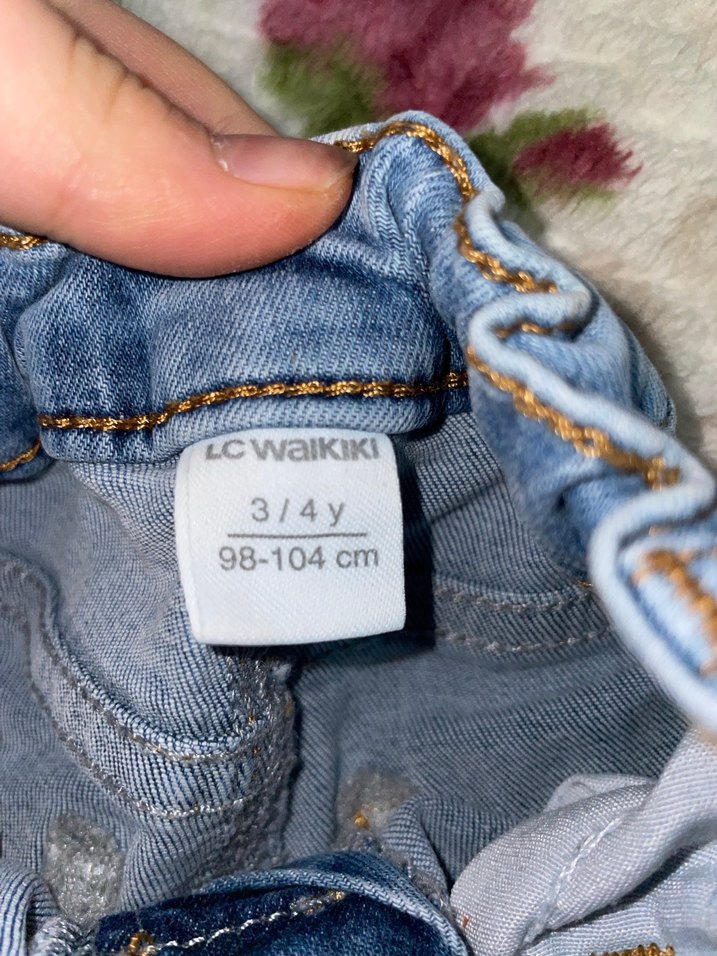 LC WAIKIKI
3 / 4 y
98-104 cm